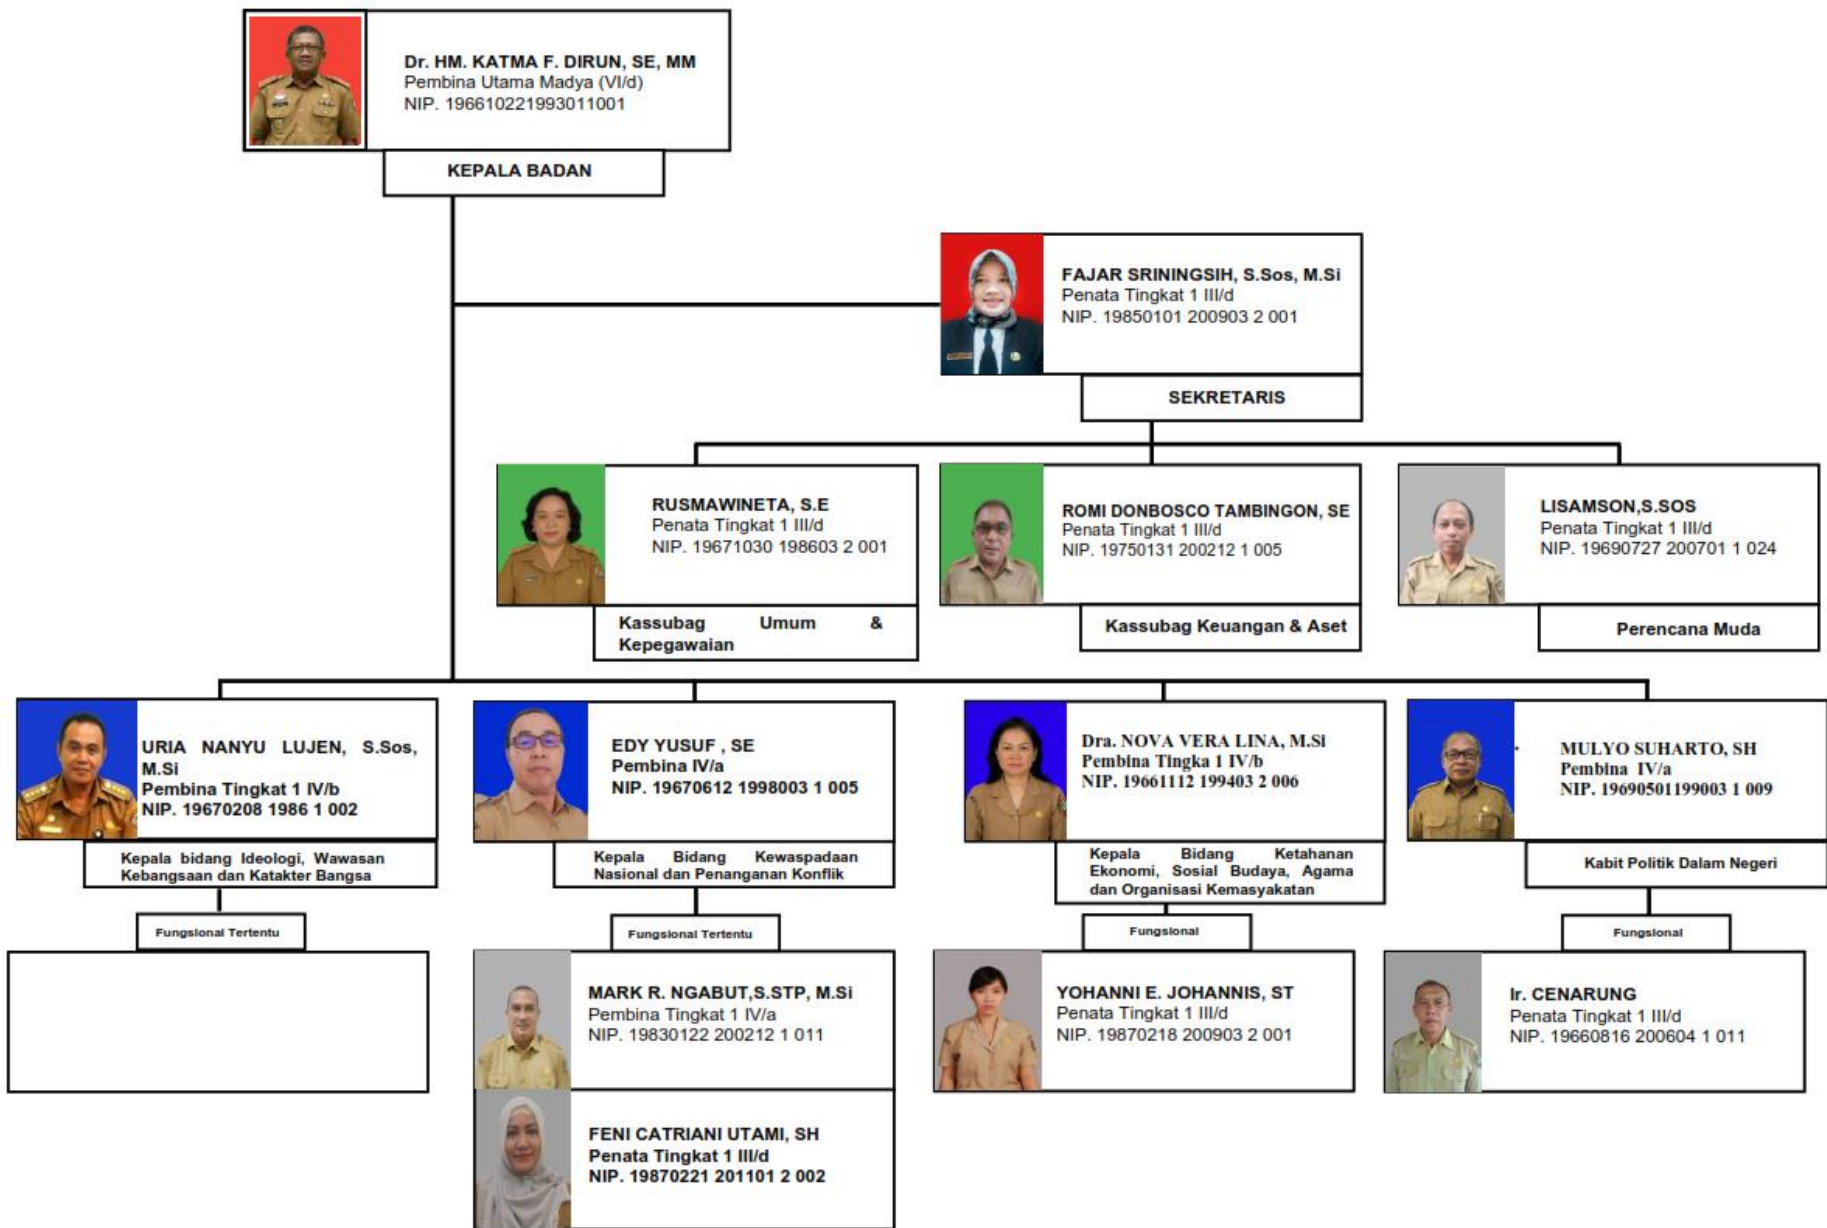 Dr. HM. KATMA F. DIRUN, SE, MM
Pembina Utama Madya (VI/d)
NIP. 196610221993011001
KEPALA BADAN
FAJAR SRININGSIH, S.Sos, M.Si
Penata Tingkat 1 III/d
NIP. 19850101 200903 2 001
SEKRETARIS
RUSMAWINETA, S.E
Penata Tingkat 1 III/d
NIP. 19671030 198603 2 001
Kassubag Umum &
Kepegawaian
ROMI DONBOSCO TAMBINGON, SE
Penata Tingkat 1 III/d
NIP. 19750131 200212 1 005
Kassubag Keuangan & Aset
LISAMSON,S.SOS
Penata Tingkat 1 III/d
NIP. 19690727 200701 1 024
Perencana Muda
URIA NANYU LUJEN, S.Sos,
M.Si
Pembina Tingkat 1 IV/b
NIP. 19670208 1986 1 002
Kepala bidang Ideologi, Wawasan
Kebangsaan dan Katakter Bangsa
Fungsional Tertentu
EDY YUSUF , SE
Pembina IV/a
NIP. 19670612 1998003 1 005
Kepala Bidang Kewaspadaan
Nasional dan Penanganan Konflik
Fungsional Tertentu
MARK R. NGABUT,S.STP, M.Si
Pembina Tingkat 1 IV/a
NIP. 19830122 200212 1 011
FENI CATRIANI UTAMI, SH
Penata Tingkat 1 III/d
NIP. 19870221 201101 2 002
Dra. NOVA VERA LINA, M.Si
Pembina Tingka 1 IV/b
NIP. 19661112 199403 2 006
Kepala Bidang Ketahanan
Ekonomi, Sosial Budaya, Agama
dan Organisasi Kemasyakatan
Fungsional
YOHANNI E. JOHANNIS, ST
Penata Tingkat 1 III/d
NIP. 19870218 200903 2 001
MULYO SUHARTO, SH
Pembina IV/a
NIP. 19690501199003 1 009
Kabit Politik Dalam Negeri
Fungsional
Ir. CENARUNG
Penata Tingkat 1 III/d
NIP. 19660816 200604 1 011